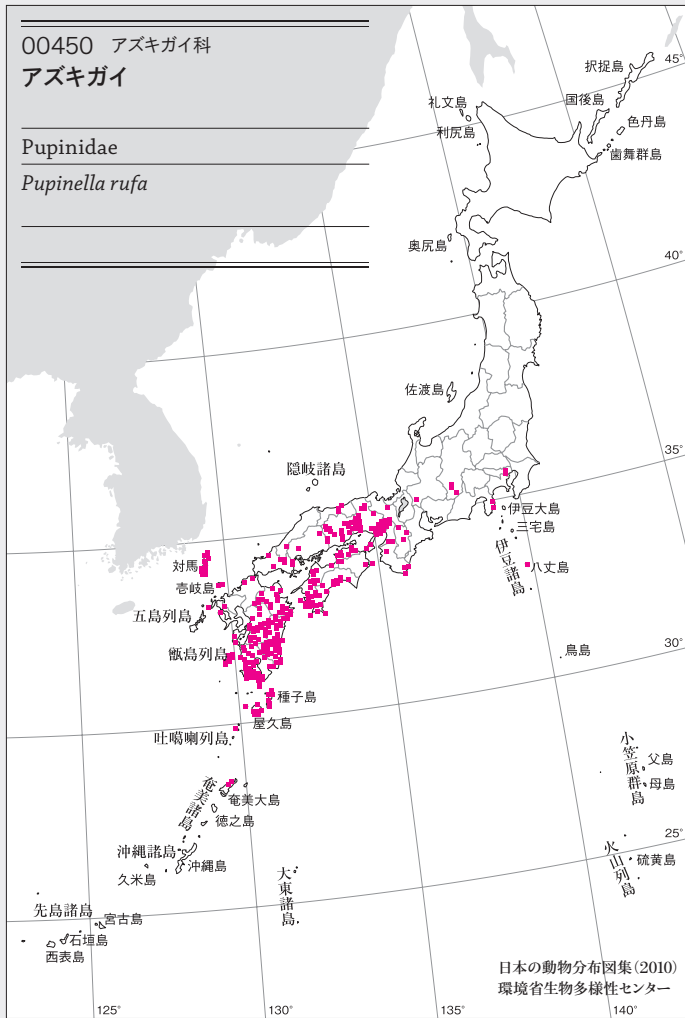 00450 アズキガイ科
アズキガイ
Pupinidae
Pupinella rufa
択捉島
45°
礼文島
国後島
利尻島
色丹島
歯舞群島
奥尻島
40°
佐渡島
35°
隠岐諸島
伊豆大島
三宅島
伊豆諸島
八丈島
対馬
壱岐島
五島列島
甑島列島
鳥島
30°
種子島
屋久島
吐噶喇列島
小笠原群島
父島
母島
奄美諸島
奄美大島
徳之島
25°
沖縄諸島
沖縄島
久米島
大東諸島
火山列島
硫黄島
先島諸島
宮古島
石垣島
西表島
日本の動物分布図集(2010)
環境省生物多様性センター
125°
130°
135°
140°